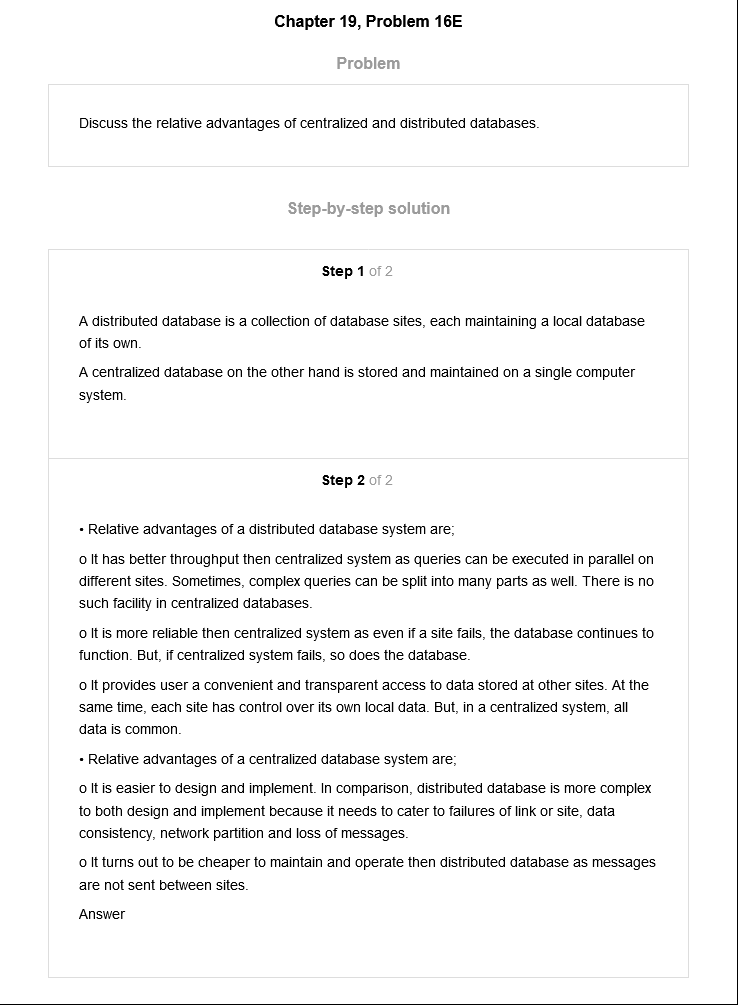 Chapter 19, Problem 16E
Problem
Discuss the relative advantages of centralized and distributed databases.
Step-by-step solution
Step 1 of 2
A distributed database is a collection of database sites, each maintaining a local database
of its own.
A centralized database on the other hand is stored and maintained on a single computer
system.
Step 2 of 2
• Relative advantages of a distributed database system are;
o It has better throughput then centralized system as queries can be executed in parallel on
different sites. Sometimes, complex queries can be split into many parts as well. There is no
such facility in centralized databases.
o It is more reliable then centralized system as even if a site fails, the database continues to
function. But, if centralized system fails, so does the database.
o It provides user a convenient and transparent access to data stored at other sites. At the
same time, each site has control over its own local data. But, in a centralized system, all
data is common.
• Relative advantages of a centralized database system are;
o It is easier to design and implement. In comparison, distributed database is more complex
to both design and implement because it needs to cater to failures of link or site, data
consistency, network partition and loss of messages.
o It turns out to be cheaper to maintain and operate then distributed database as messages
are not sent between sites.
Answer